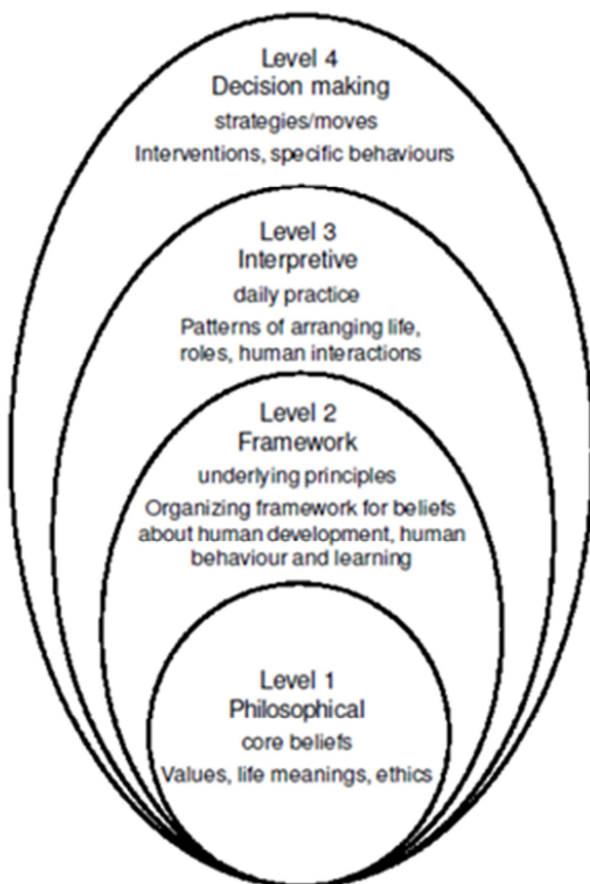 Level 4
Decision making
strategies/moves
Interventions, specific behaviours
Level 3
Interpretive
daily practice
Patterns of arranging life,
roles, human interactions
Level 2
Framework
underlying principles
Organizing framework for beliefs
about human development, human
behaviour and learning
Level 1
Philosophical
core beliefs
Values, life meanings, ethics